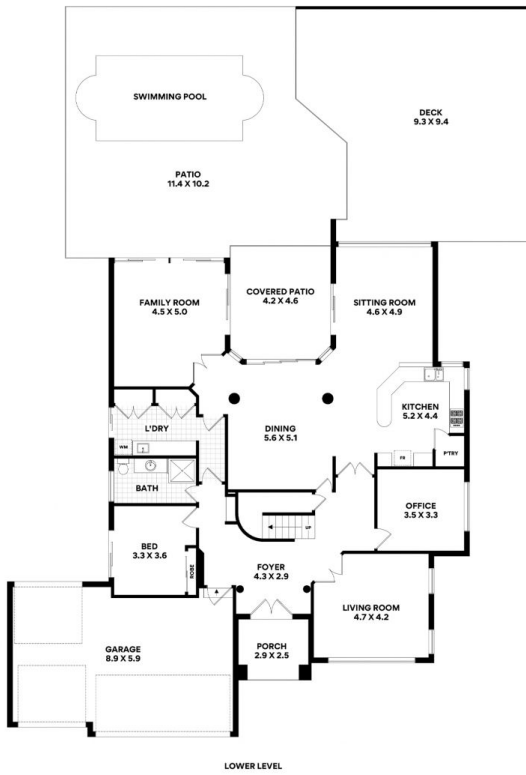 SWIMMING POOL
DECK
9.3 X 9.4
PATIO
11.4 X 10.2
FAMILY ROOM
4.5 X 5.0
COVERED PATIO
4.2 X 4.6
SITTING ROOM
4.6 X 4.9
KITCHEN
5.2 X 4.4
L'DRY
DINING
5.6 X 5.1
WM
FR
P'TRY
BATH
OFFICE
3.5 X 3.3
UP
BED
3.3 X 3.6
ROBE
FOYER
4.3 X 2.9
LIVING ROOM
4.7 X 4.2
GARAGE
8.9 X 5.9
PORCH
2.9 X 2.5
LOWER LEVEL